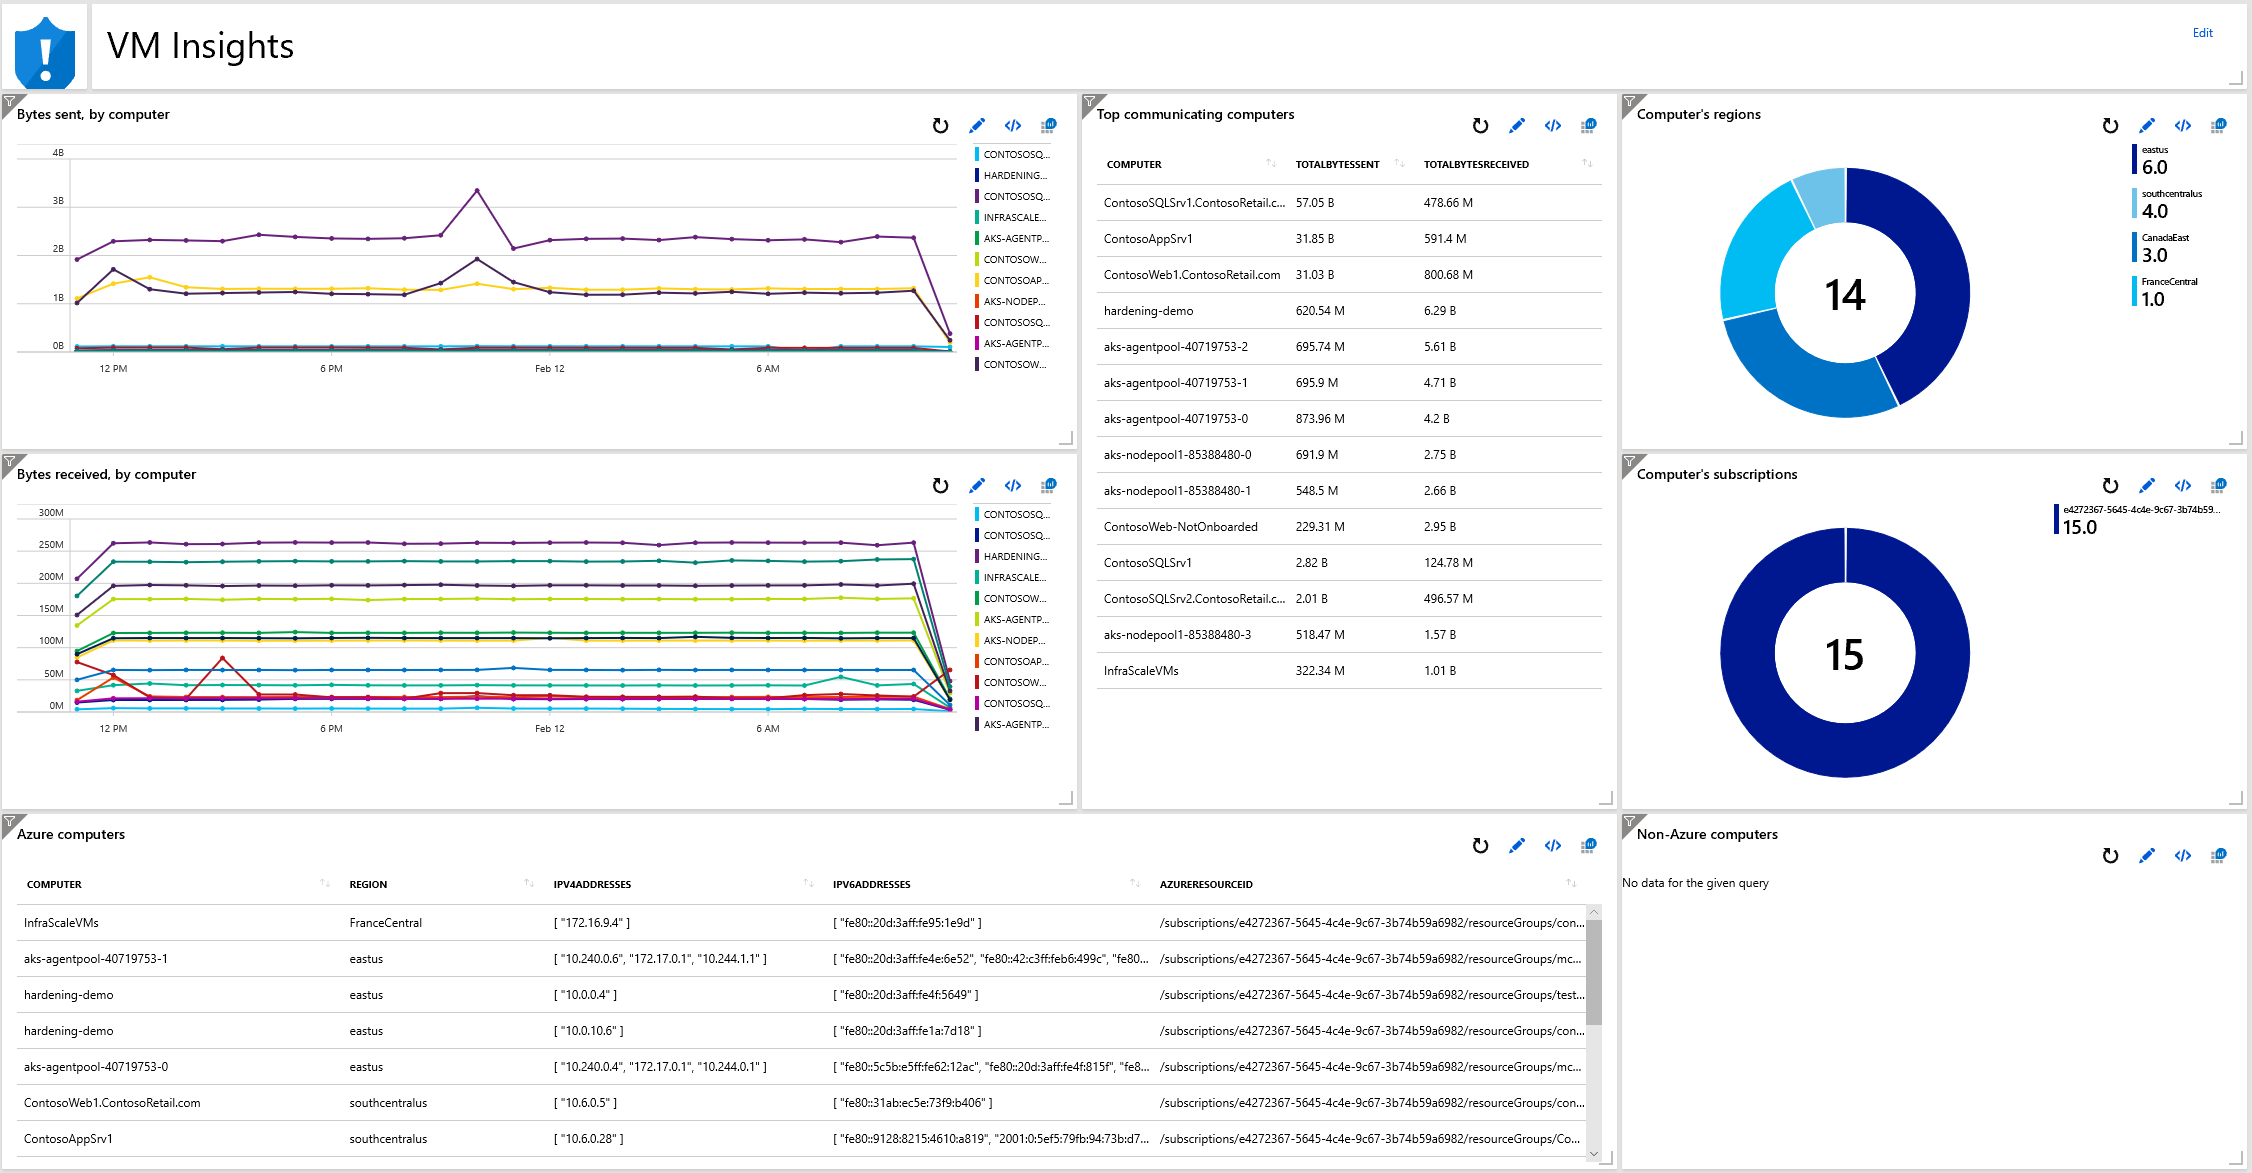 VM Insights
Edit
Bytes sent, by computer
4B
3B
2B
1B
0B
12 PM
6 PM
Feb 12
6 AM
CONTOSOSQ...
HARDENING...
CONTOSOSQ...
INFRASCALE...
AKS-AGENTP...
CONTOSOW...
CONTOSOAP...
AKS-NODEP...
CONTOSOSQ...
AKS-AGENTP...
CONTOSOW...
Bytes received, by computer
300M
250M
200M
150M
100M
50M
0M
12 PM
6 PM
Feb 12
6 AM
CONTOSOSQ...
CONTOSOSQ...
HARDENING...
INFRASCALE...
CONTOSOW...
AKS-AGENTP...
AKS-NODEP...
CONTOSOAP...
CONTOSOW...
CONTOSOSQ...
AKS-AGENTP...
Top communicating computers
COMPUTER TOTALBYTESSENT TOTALBYTESRECEIVED
ContosoSQLSrv1.ContosoRetail.c... 57.05 B 478.66 M
ContosoAppSrv1 31.85 B 591.4 M
ContosoWeb1.ContosoRetail.com 31.03 B 800.68 M
hardening-demo 620.54 M 6.29 B
aks-agentpool-40719753-2 695.74 M 5.61 B
aks-agentpool-40719753-1 695.9 M 4.71 B
aks-agentpool-40719753-0 873.96 M 4.2 B
aks-nodepool1-85388480-0 691.9 M 2.75 B
aks-nodepool1-85388480-1 548.5 M 2.66 B
ContosoWeb-NotOnboarded 229.31 M 2.95 B
ContosoSQLSrv1 2.82 B 124.78 M
ContosoSQLSrv2.ContosoRetail.c... 2.01 B 496.57 M
aks-nodepool1-85388480-3 518.47 M 1.57 B
InfraScaleVMs 322.34 M 1.01 B
Computer's regions
14
eastus
6.0
southcentralus
4.0
CanadaEast
3.0
FranceCentral
1.0
Computer's subscriptions
e4272367-5645-4c4e-9c67-3b74b59...
15.0
15
Azure computers
COMPUTER REGION IPV4ADDRESSES IPV6ADDRESSES AZURERESOURCEID
InfraScaleVMs FranceCentral [ "172.16.9.4" ] [ "fe80::20d:3aff:fe95:1e9d" ] /subscriptions/e4272367-5645-4c4e-9c67-3b74b59a6982/resourceGroups/con...
aks-agentpool-40719753-1 eastus [ "10.240.0.6", "172.17.0.1", "10.244.1.1" ] [ "fe80::20d:3aff:fe4e:6e52", "fe80::42:c3ff:feb6:499c", "fe80... /subscriptions/e4272367-5645-4c4e-9c67-3b74b59a6982/resourceGroups/mc...
hardening-demo eastus [ "10.0.0.4" ] [ "fe80::20d:3aff:fe4f:5649" ] /subscriptions/e4272367-5645-4c4e-9c67-3b74b59a6982/resourceGroups/test...
hardening-demo eastus [ "10.0.10.6" ] [ "fe80::20d:3aff:fe1a:7d18" ] /subscriptions/e4272367-5645-4c4e-9c67-3b74b59a6982/resourceGroups/con...
aks-agentpool-40719753-0 eastus [ "10.240.0.4", "172.17.0.1", "10.244.0.1" ] [ "fe80::5c5b:e5ff:fe62:12ac", "fe80::20d:3aff:fe4f:815f", "fe8... /subscriptions/e4272367-5645-4c4e-9c67-3b74b59a6982/resourceGroups/mc...
ContosoWeb1.ContosoRetail.com southcentralus [ "10.6.0.5" ] [ "fe80::31ab:ec5e:73f9:b406" ] /subscriptions/e4272367-5645-4c4e-9c67-3b74b59a6982/resourceGroups/con...
ContosoAppSrv1 southcentralus [ "10.6.0.28" ] [ "fe80::9128:8215:4610:a819", "2001:0:5ef5:79fb:94:73b:d7... /subscriptions/e4272367-5645-4c4e-9c67-3b74b59a6982/resourceGroups/Co...
Non-Azure computers
No data for the given query